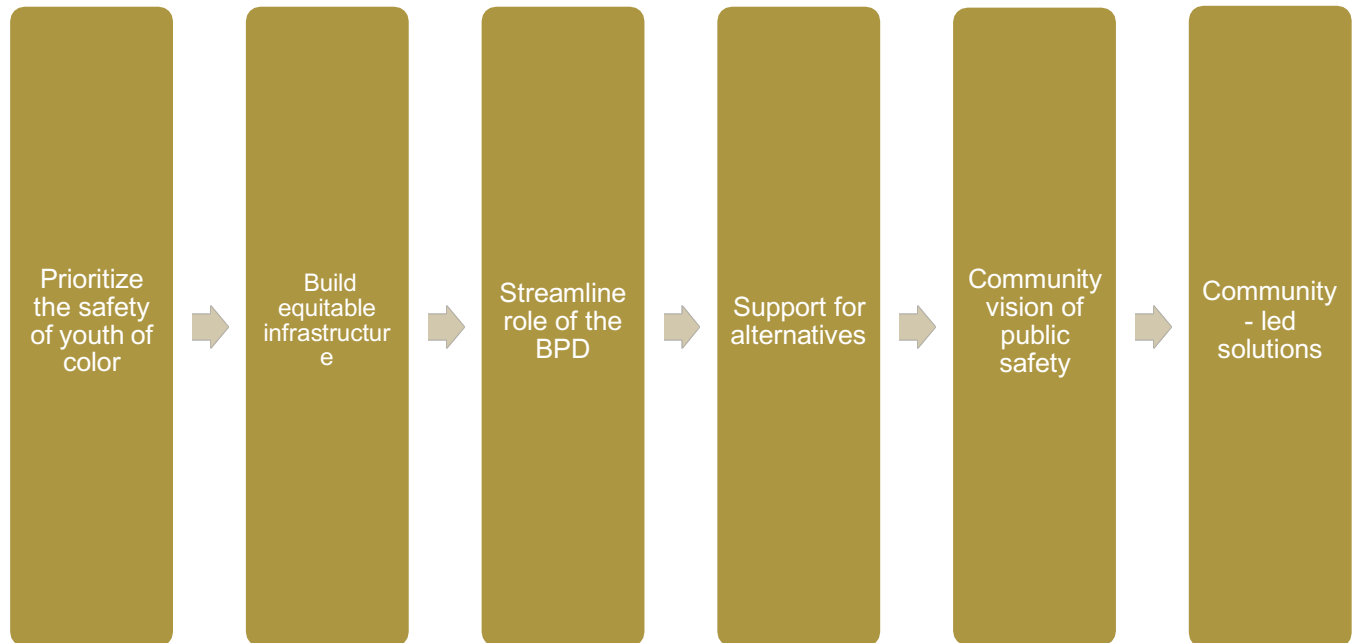 Prioritize
the safety
of youth of
color
Build
equitable
infrastructur
e
Streamline
role of the
BPD
Support for
alternatives
Community
vision of
public
safety
Community
- led
solutions